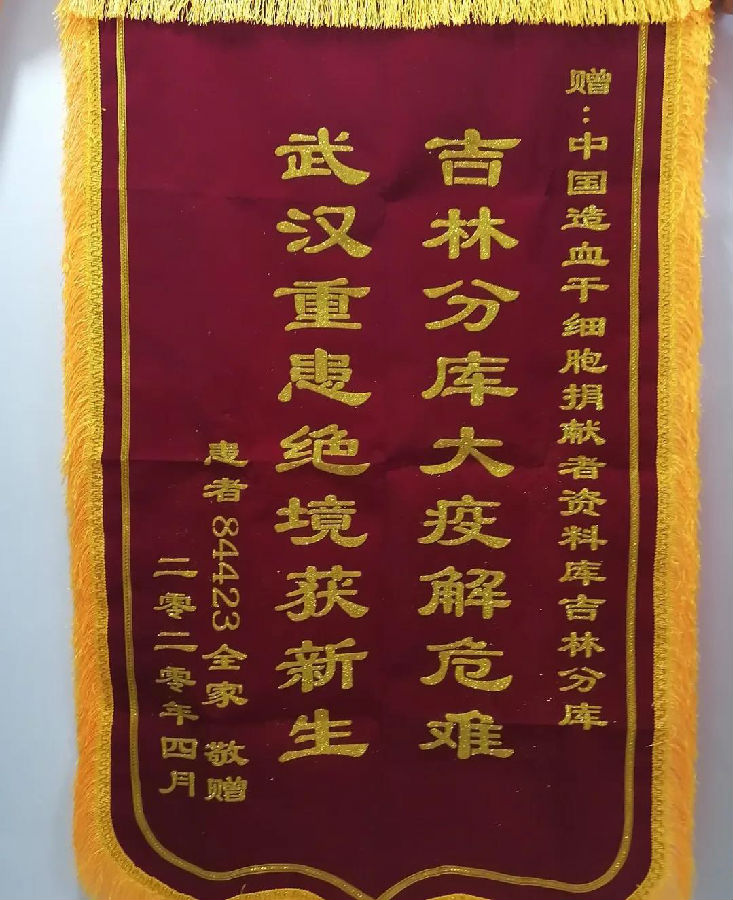 赠：中国造血干细胞捐献者资料库吉林分库
吉林分库大疫解危难
武汉重患绝境获新生
患者84423全家 敬赠
二零二零年四月